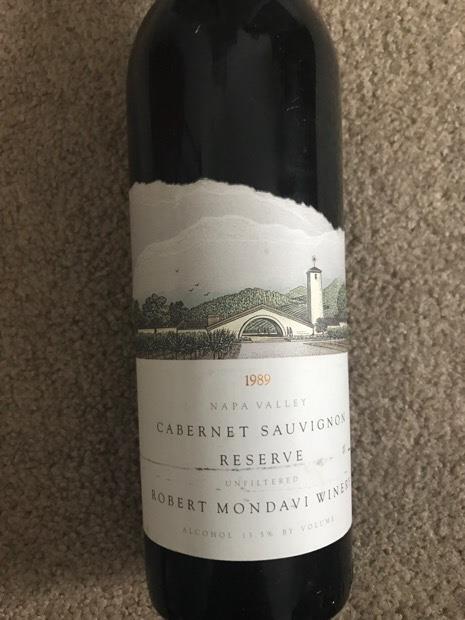 1989
NAPA VALLEY
CABERNET SAUVIGNON
RESERVE
UNFILTERED
ROBERT MONDAVI WINERY
ALCOHOL 13.5% BY VOLUME